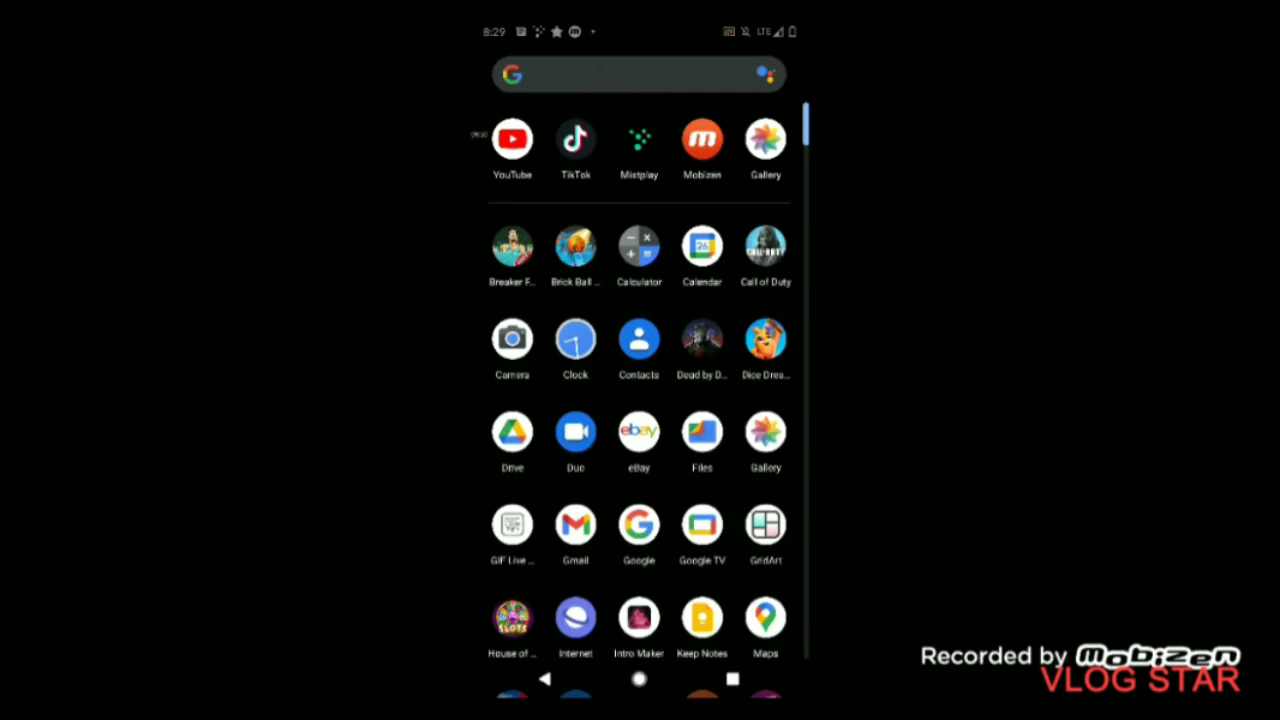 8:29 LTE
YouTube TikTok Mistplay Mobizen Gallery
Breaker F... Brick Ball ... Calculator Calendar Call of Duty
Camera Clock Contacts Dead by D... Dice Drea...
Drive Duo eBay Files Gallery
GIF Live ... Gmail Google Google TV GridArt
House of ... Internet Intro Maker Keep Notes Maps
Recorded by mobizen
VLOG STAR